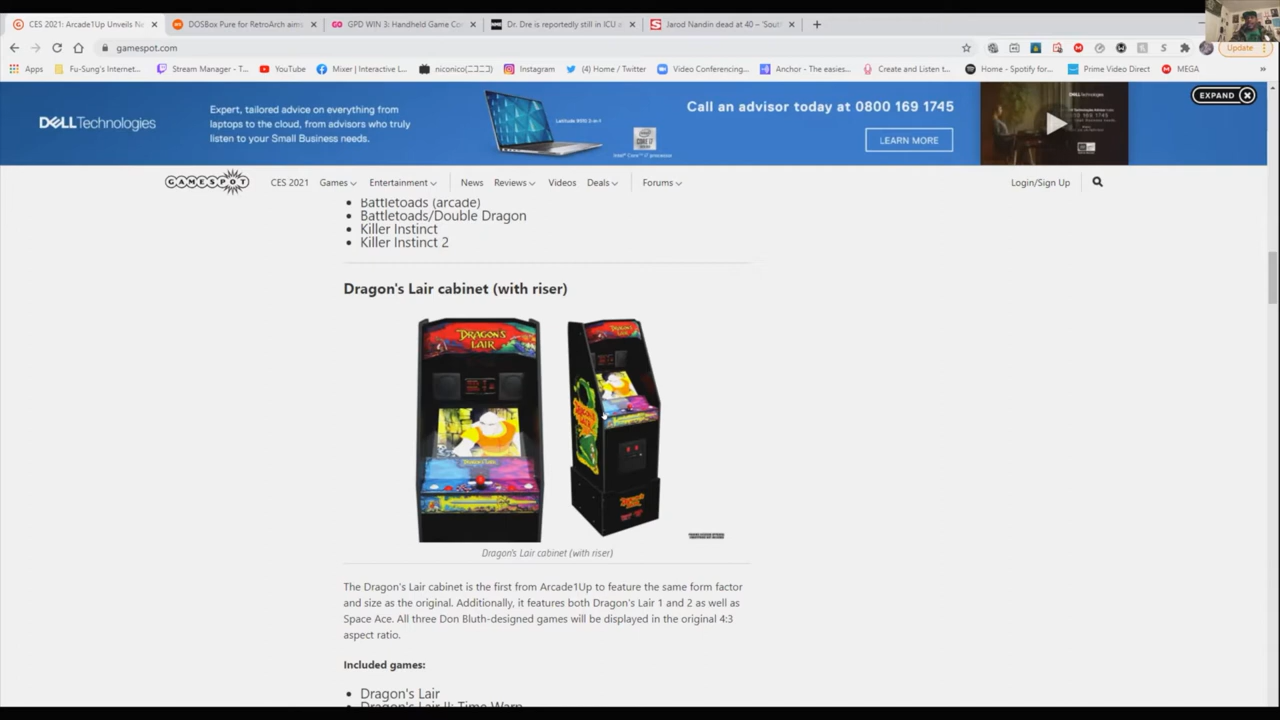 CES 2021: Arcade1Up Unveils Ne
DOSBox Pure for RetroArch aims
GPD WIN 3: Handheld Game Co
Dr. Dre is reportedly still in ICU
Jarod Nandin dead at 40 – 'Sout
gamespot.com
Update
Apps
Fu-Sung's Internet...
Stream Manager - T...
YouTube
Mixer | Interactive L...
niconico(ニコニコ)
Instagram
(4) Home / Twitter
Video Conferencing...
Anchor - The easies...
Create and Listen t...
Home - Spotify for...
Prime Video Direct
MEGA
DELLTechnologies
Expert, tailored advice on everything from
laptops to the cloud, from advisors who truly
listen to your Small Business needs.
Call an advisor today at 0800 169 1745
LEARN MORE
EXPAND
GAMESPOT
CES 2021
Games
Entertainment
News
Reviews
Videos
Deals
Forums
Login/Sign Up
Battletoads (arcade)
Battletoads/Double Dragon
Killer Instinct
Killer Instinct 2
Dragon's Lair cabinet (with riser)
DRAGON'S
LAIR
Dragon's Lair cabinet (with riser)
The Dragon's Lair cabinet is the first from Arcade1Up to feature the same form factor
and size as the original. Additionally, it features both Dragon's Lair 1 and 2 as well as
Space Ace. All three Don Bluth-designed games will be displayed in the original 4:3
aspect ratio.
Included games:
Dragon's Lair
Dragon's Lair II: Time Warp